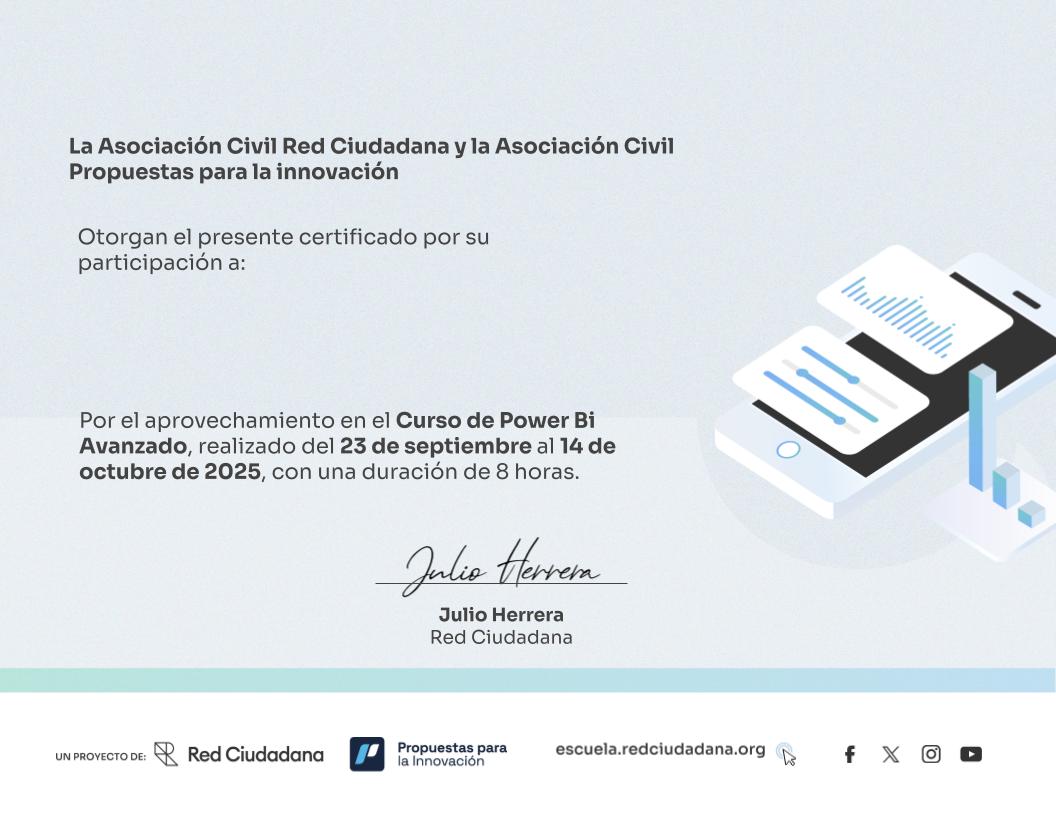 La Asociación Civil Red Ciudadana y la Asociación Civil
Propuestas para la innovación
Otorgan el presente certificado por su
participación a:
Por el aprovechamiento en el Curso de Power Bi
Avanzado, realizado del 23 de septiembre al 14 de
octubre de 2025, con una duración de 8 horas.
Julio Herrera
Julio Herrera
Red Ciudadana
UN PROYECTO DE: Red Ciudadana
Propuestas para
la Innovación
escuela.redciudadana.org